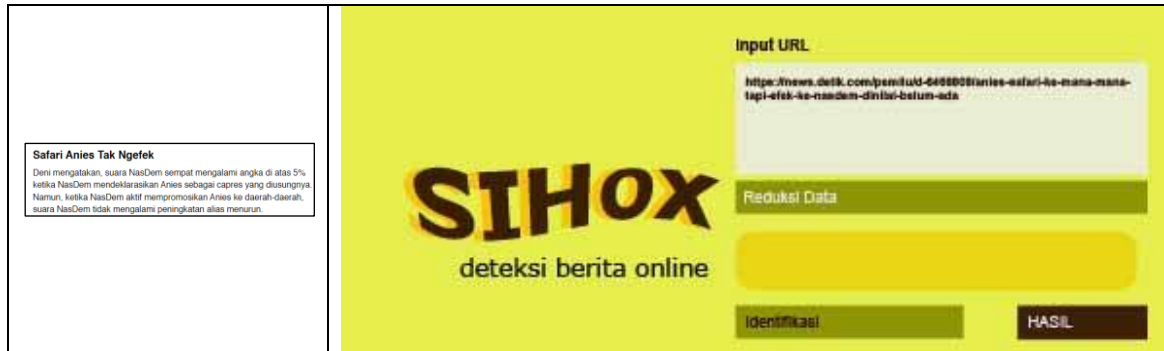 Safari Anies Tak Ngefek
Deni mengatakan, suara NasDem sempat mengalami angka di atas 5%
ketika NasDem mendeklarasikan Anies sebagai capres yang diusungnya.
Namun, ketika NasDem aktif mempromosikan Anies ke daerah-daerah,
suara NasDem tidak mengalami peningkatan alias menurun.
SIHOX
deteksi berita online
Input URL
https://news.detik.com/pemilu/ anies-safari-ke-mana-mana-
tapi-efek-ke-nasdem-dinilai-belum-ada
Reduksi Data
Identifikasi
HASIL